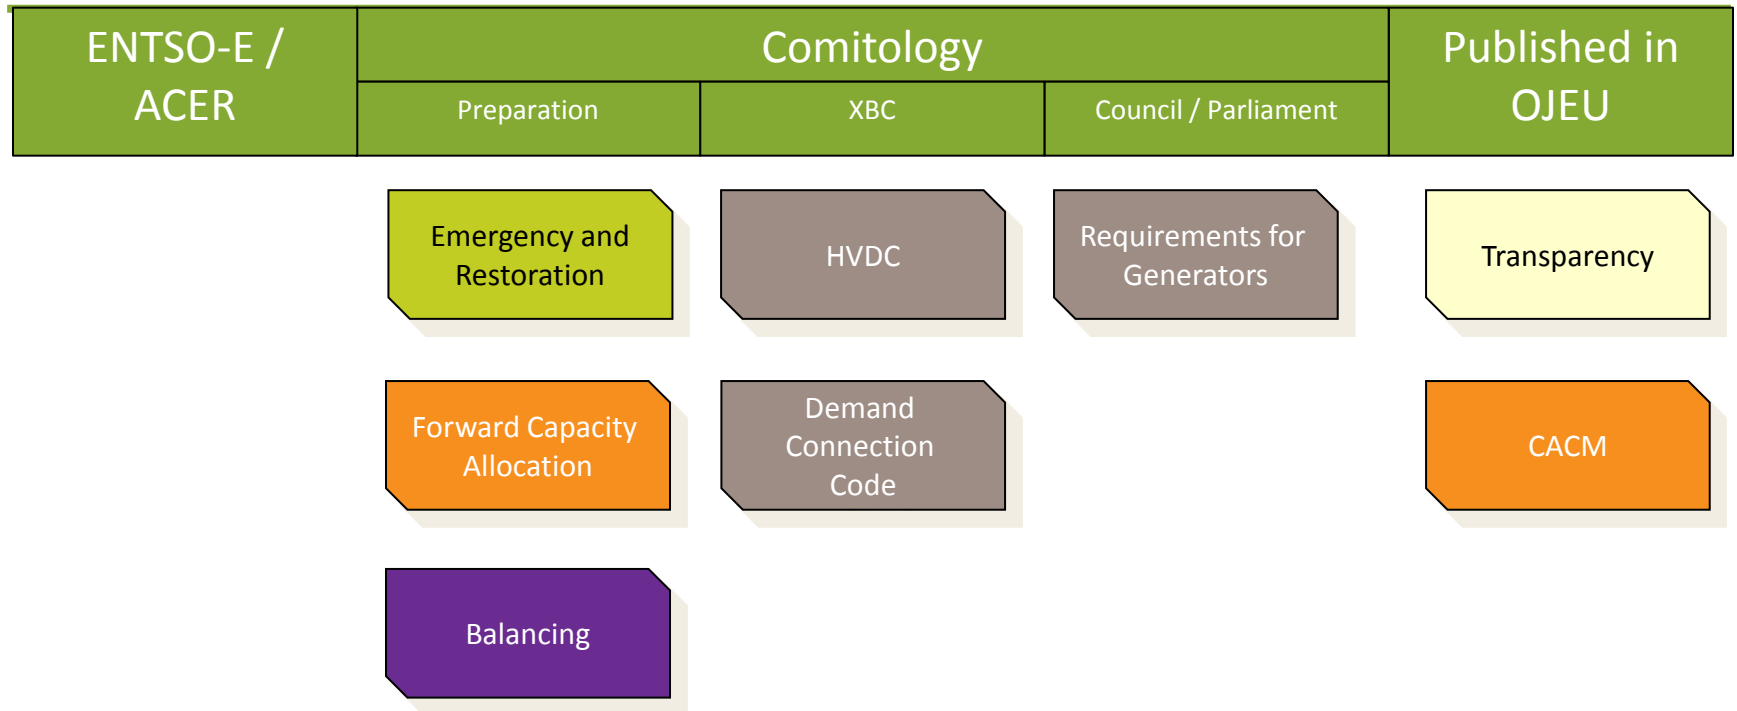 ENTSO-E /
ACER
Comitology
Published in
OJEU
Preparation
XBC
Council / Parliament
Emergency and
Restoration
HVDC
Requirements for
Generators
Transparency
Forward Capacity
Allocation
Demand
Connection
Code
CACM
Balancing